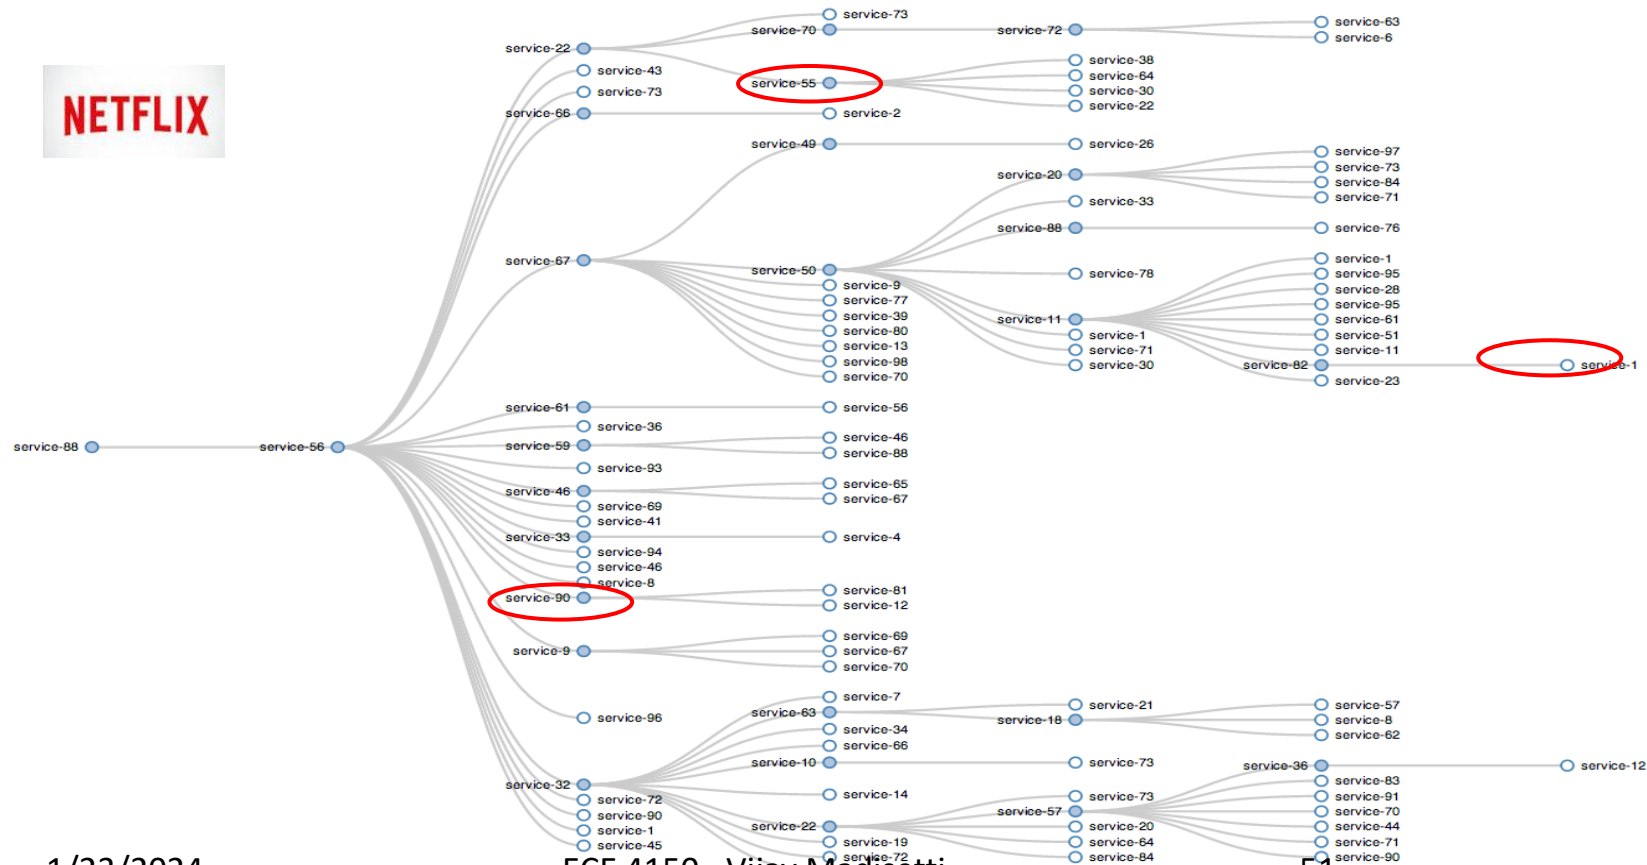 NETFLIX
service-88
service-56
service-22
service-43
service-73
service-66
service-67
service-61
service-36
service-59
service-93
service-46
service-69
service-41
service-33
service-94
service-46
service-8
service-90
service-9
service-96
service-32
service-72
service-90
service-1
service-45
service-73
service-70
service-55
service-2
service-49
service-50
service-9
service-77
service-39
service-80
service-13
service-98
service-70
service-56
service-46
service-88
service-65
service-67
service-4
service-81
service-12
service-69
service-67
service-70
service-7
service-63
service-34
service-66
service-10
service-14
service-22
service-19
service-72
service-72
service-38
service-64
service-30
service-22
service-26
service-20
service-33
service-88
service-78
service-11
service-1
service-71
service-30
service-21
service-18
service-73
service-73
service-57
service-20
service-64
service-84
service-63
service-6
service-97
service-73
service-84
service-71
service-76
service-1
service-95
service-28
service-95
service-61
service-51
service-11
service-82
service-23
service-57
service-8
service-62
service-36
service-83
service-91
service-70
service-44
service-71
service-90
service-1
service-12
1/23/2024
ECE 4150 - Vijay Madisetti
51